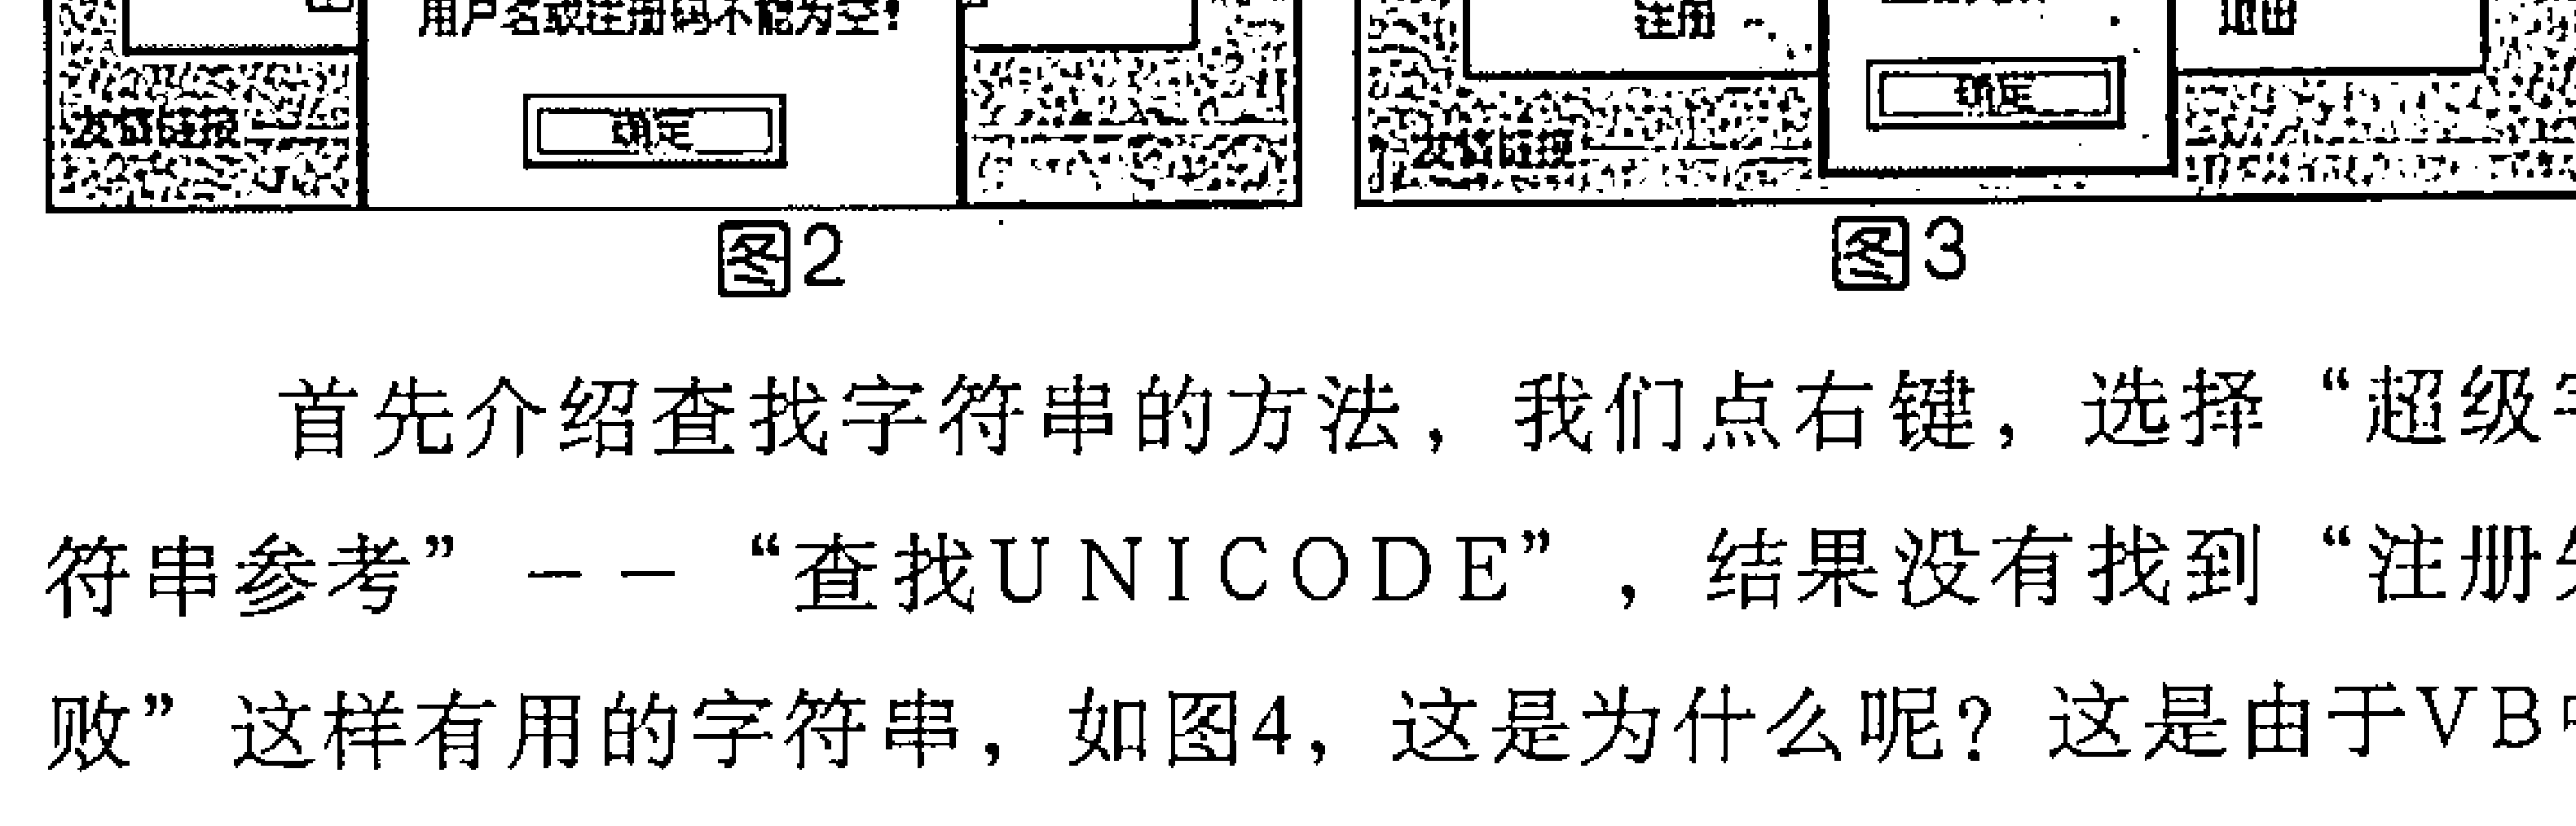 用户名或注册码不能为空!
注册
确定
确定
友情链接
友情链接
图2
图3
首先介绍查找字符串的方法，我们点右键，选择“超级字
符串参考”－－“查找UNICODE”，结果没有找到“注册失
败”这样有用的字符串，如图4，这是为什么呢？这是由于VB中